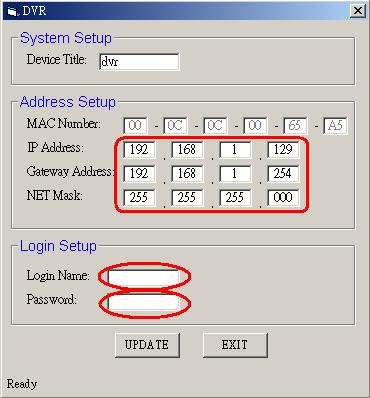 DVR
System Setup
Device Title: dvr
Address Setup
MAC Number: 00 - 0C - 0C - 00 - 65 - A5
IP Address: 192 . 168 . 1 . 129
Gateway Address: 192 . 168 . 1 . 254
NET Mask: 255 . 255 . 255 . 000
Login Setup
Login Name:
Password:
UPDATE EXIT
Ready